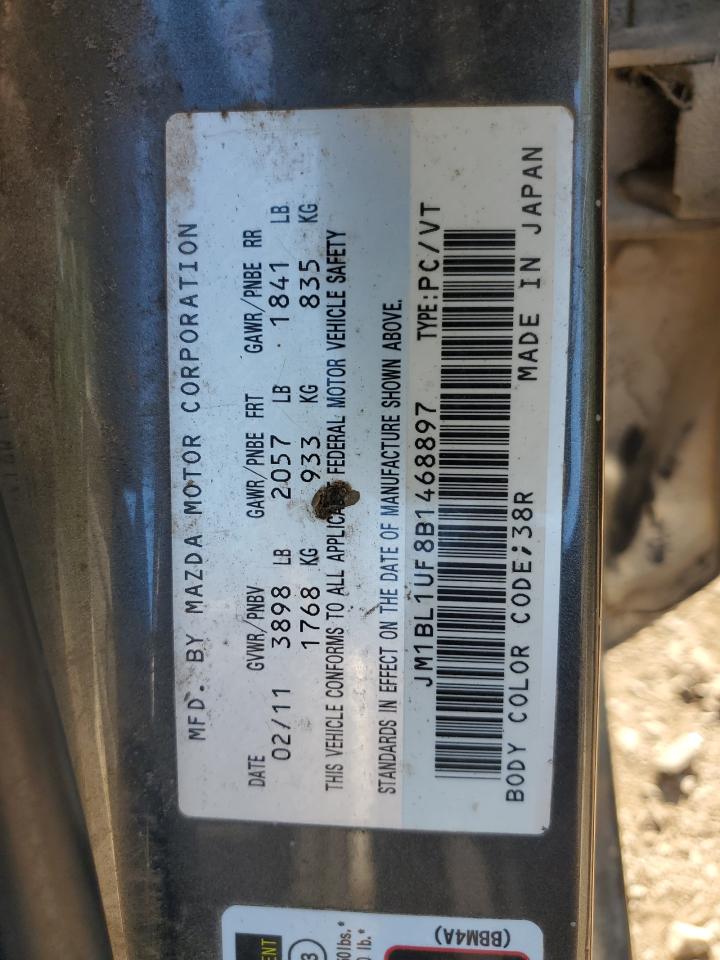 MFD. BY MAZDA MOTOR CORPORATION
DATE GVWR/PNBV GAWR/PNBE FRT GAWR/PNBE RR
02/11 3898 LB 2057 LB 1841 LB
1768 KG 933 KG 835 KG
THIS VEHICLE CONFORMS TO ALL FEDERAL MOTOR VEHICLE SAFETY
STANDARDS IN EFFECT ON THE DATE OF MANUFACTURE SHOWN ABOVE.
JM1BL1UF8B1468897 TYPE:PC/VT
BODY COLOR CODE;38R MADE IN JAPAN
(BBM4A)